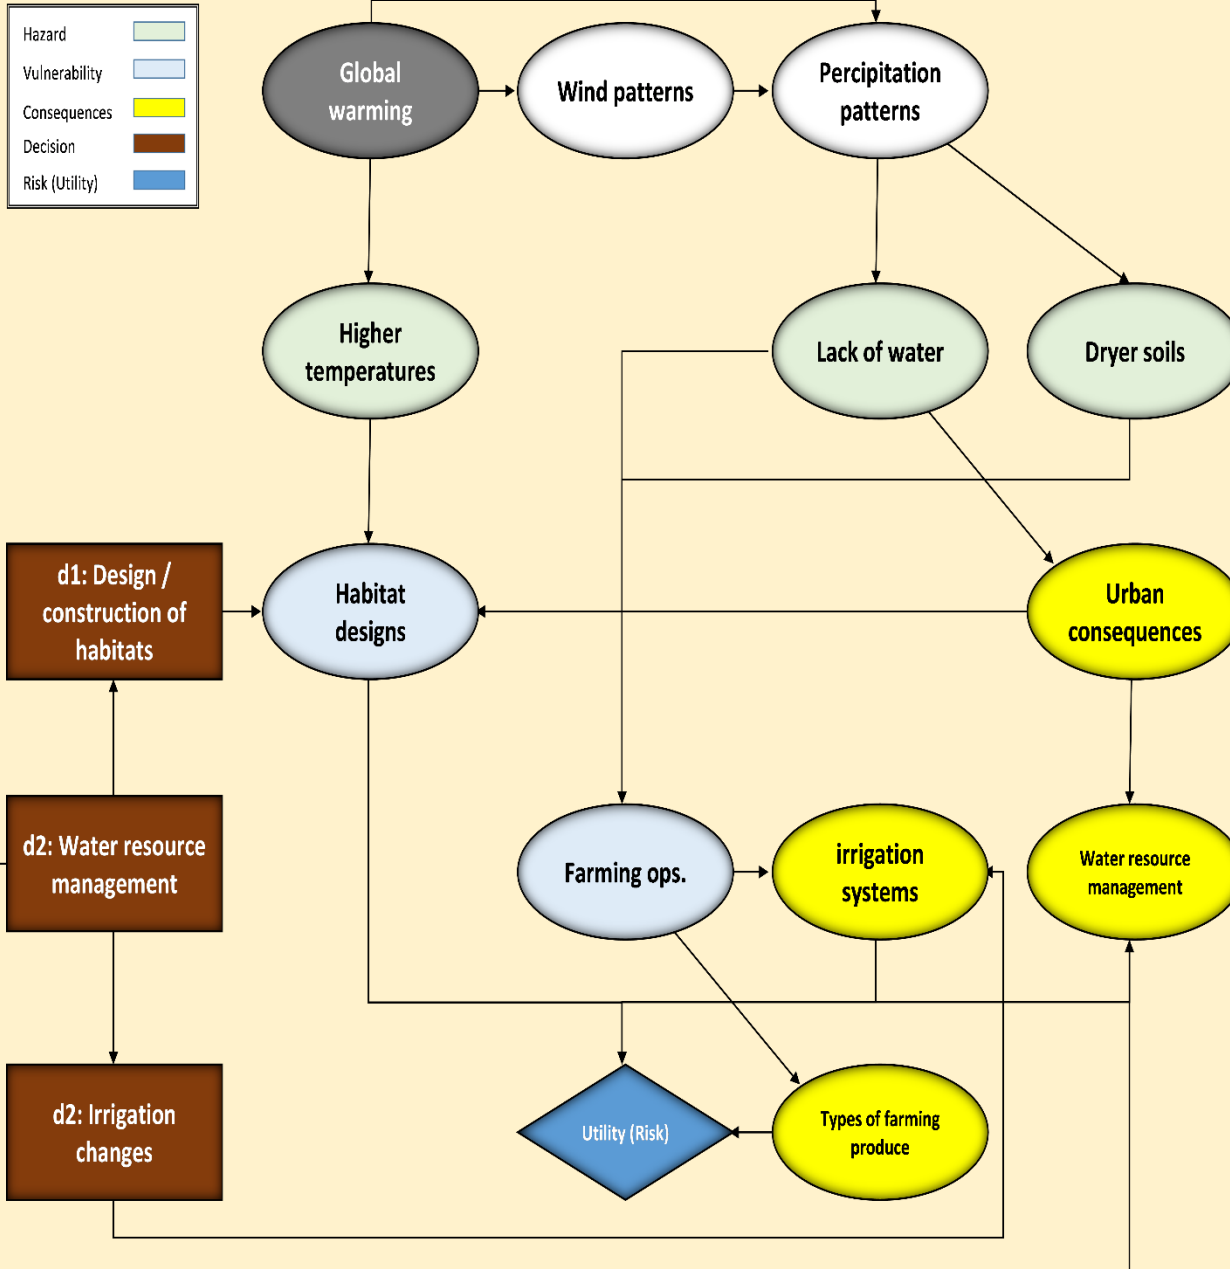 Hazard
Vulnerability
Consequences
Decision
Risk (Utility)
Global
warming
Wind patterns
Percipitation
patterns
Higher
temperatures
Lack of water
Dryer soils
d1: Design /
construction of
habitats
Habitat
designs
Urban
consequences
d2: Water resource
management
Farming ops.
irrigation
systems
Water resource
management
d2: Irrigation
changes
Utility (Risk)
Types of farming
produce